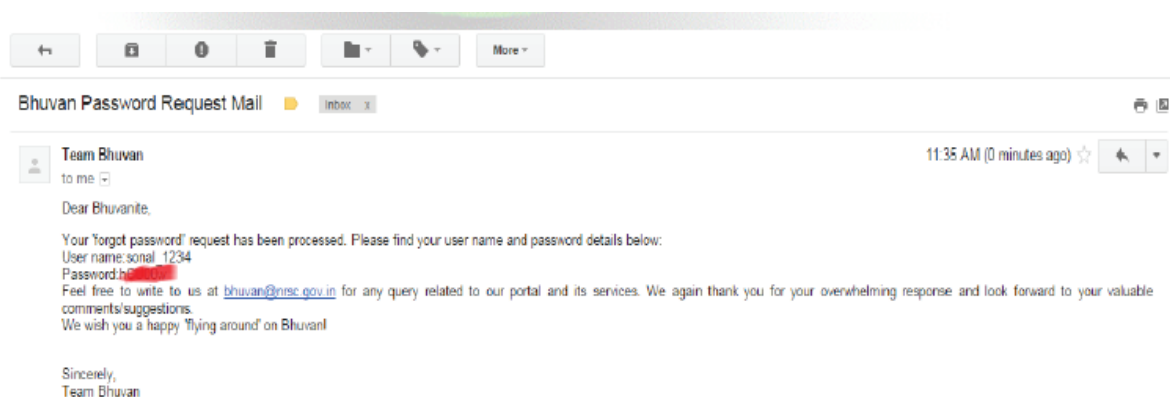 More
Bhuvan Password Request Mail
Inbox x
Team Bhuvan
11:35 AM (0 minutes ago)
to me
Dear Bhuvanite,
Your 'forgot password' request has been processed. Please find your user name and password details below:
User name:sonal_1234
Password:
Feel free to write to us at bhuvan@nrsc.gov.in for any query related to our portal and its services. We again thank you for your overwhelming response and look forward to your valuable
comments/suggestions.
We wish you a happy 'flying around' on Bhuvan!
Sincerely,
Team Bhuvan